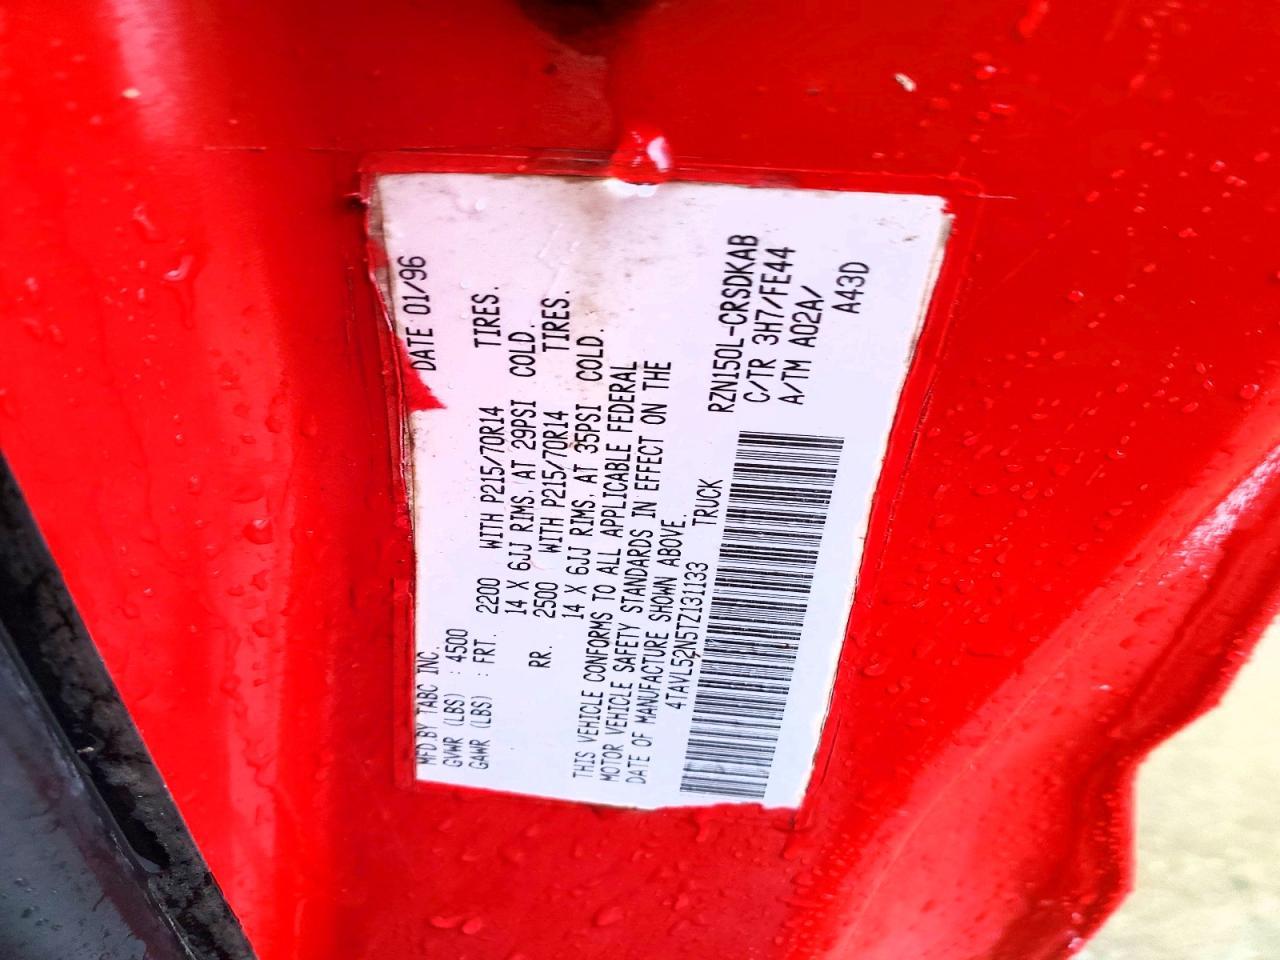 MFD BY TABC INC. DATE 01/96
GVWR (LBS) : 4500
GAWR (LBS) : FRT. 2200 WITH P215/70R14 TIRES.
14 X 6JJ RIMS, AT 29PSI COLD.
RR. 2500 WITH P215/70R14 TIRES.
14 X 6JJ RIMS, AT 35PSI COLD.
THIS VEHICLE CONFORMS TO ALL APPLICABLE FEDERAL
MOTOR VEHICLE SAFETY STANDARDS IN EFFECT ON THE
DATE OF MANUFACTURE SHOWN ABOVE.
4TAVL52N5TZ131133 TRUCK
RZN150L-CRSDKAB
C/TR 3H7/FE44
A/TM A02A/
A43D